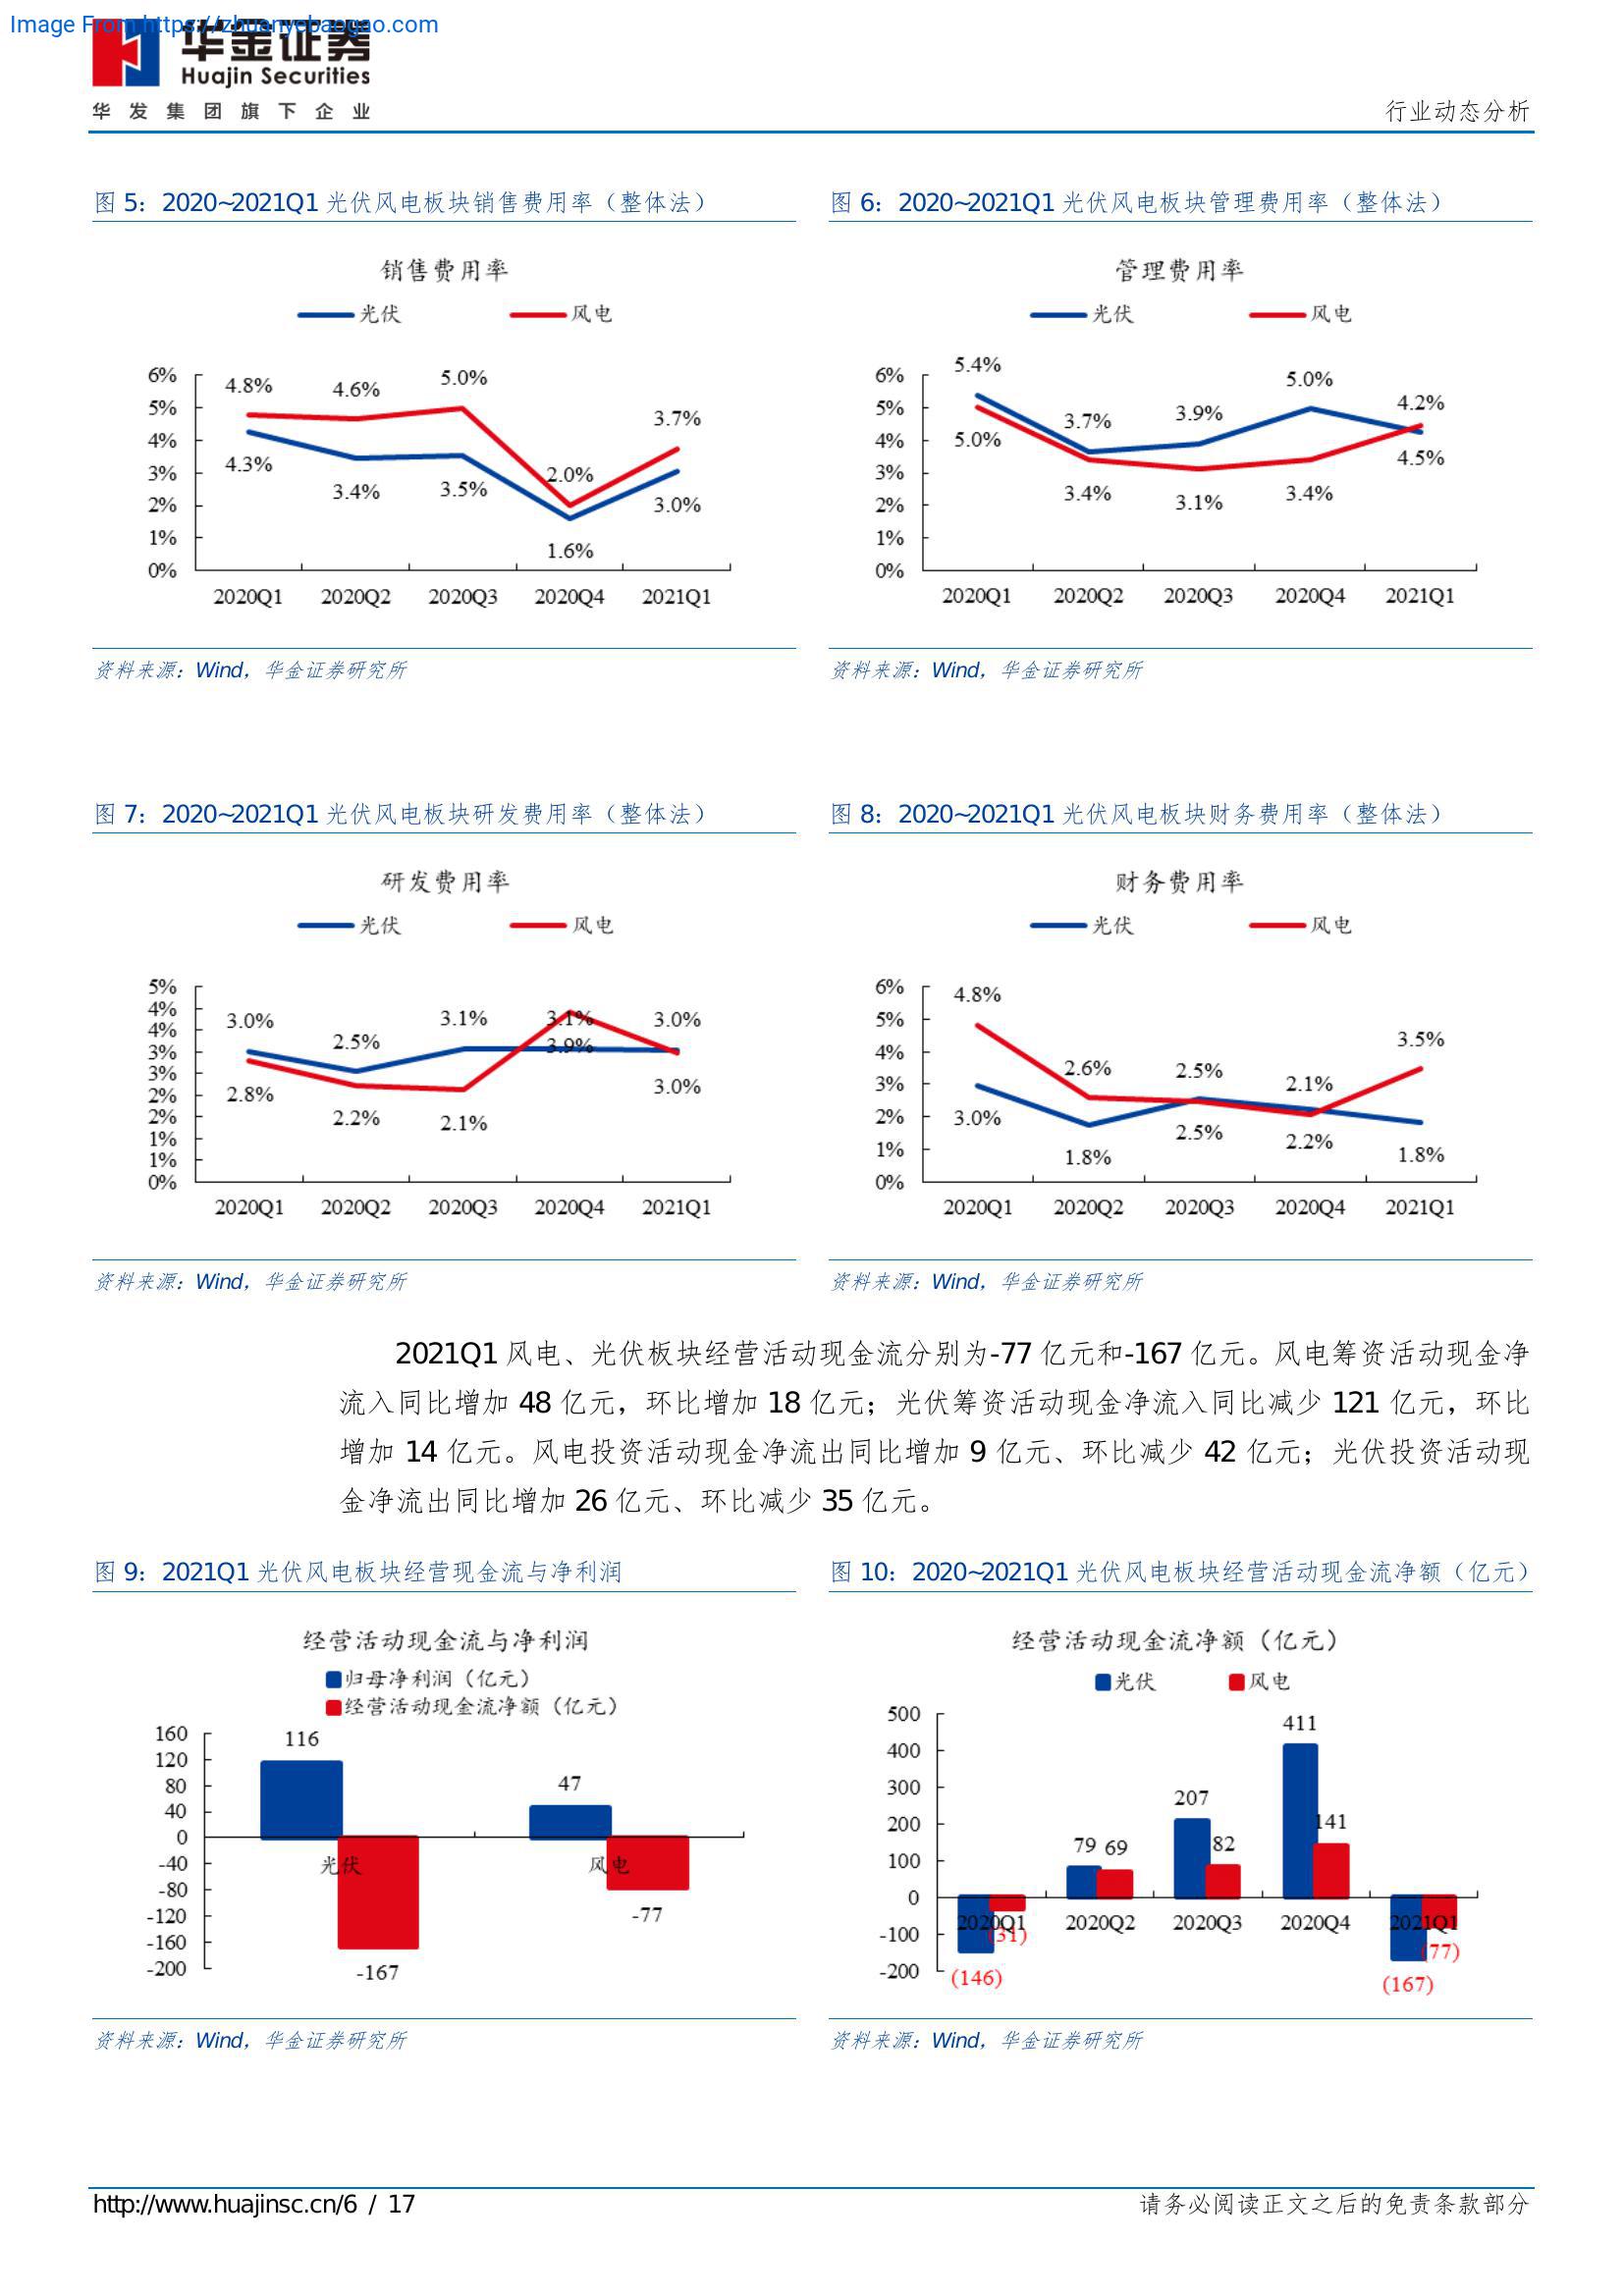 Image From https://zhuanyebaogao.com
华金证券
Huajin Securities
华发集团旗下企业
行业动态分析
图 5：2020~2021Q1 光伏风电板块销售费用率（整体法）
销售费用率
光伏 风电
6%
5%
4%
3%
2%
1%
0%
4.8% 4.6% 5.0% 2.0% 3.7%
4.3% 3.4% 3.5% 1.6% 3.0%
2020Q1 2020Q2 2020Q3 2020Q4 2021Q1
资料来源：Wind，华金证券研究所
图 6：2020~2021Q1 光伏风电板块管理费用率（整体法）
管理费用率
光伏 风电
6%
5%
4%
3%
2%
1%
0%
5.4% 3.7% 3.9% 5.0% 4.2%
5.0% 3.4% 3.1% 3.4% 4.5%
2020Q1 2020Q2 2020Q3 2020Q4 2021Q1
资料来源：Wind，华金证券研究所
图 7：2020~2021Q1 光伏风电板块研发费用率（整体法）
研发费用率
光伏 风电
5%
4%
4%
3%
3%
2%
2%
1%
1%
0%
3.0% 2.5% 3.1% 3.1% 3.0%
2.8% 2.2% 2.1% 3.9% 3.0%
2020Q1 2020Q2 2020Q3 2020Q4 2021Q1
资料来源：Wind，华金证券研究所
图 8：2020~2021Q1 光伏风电板块财务费用率（整体法）
财务费用率
光伏 风电
6%
5%
4%
3%
2%
1%
0%
4.8% 2.6% 2.5% 2.1% 3.5%
3.0% 1.8% 2.5% 2.2% 1.8%
2020Q1 2020Q2 2020Q3 2020Q4 2021Q1
资料来源：Wind，华金证券研究所
2021Q1 风电、光伏板块经营活动现金流分别为-77 亿元和-167 亿元。风电筹资活动现金净
流入同比增加 48 亿元，环比增加 18 亿元；光伏筹资活动现金净流入同比减少 121 亿元，环比
增加 14 亿元。风电投资活动现金净流出同比增加 9 亿元、环比减少 42 亿元；光伏投资活动现
金净流出同比增加 26 亿元、环比减少 35 亿元。
图 9：2021Q1 光伏风电板块经营现金流与净利润
经营活动现金流与净利润
归母净利润（亿元）
经营活动现金流净额（亿元）
160
120
80
40
0
-40
-80
-120
-160
-200
116 47
光伏 风电
-167 -77
资料来源：Wind，华金证券研究所
图 10：2020~2021Q1 光伏风电板块经营活动现金流净额（亿元）
经营活动现金流净额（亿元）
光伏 风电
500
400
300
200
100
0
-100
-200
79 69 207 82 411 141
2020Q1 2020Q2 2020Q3 2020Q4 2021Q1
(146) (31) (167) (77)
资料来源：Wind，华金证券研究所
http://www.huajinsc.cn/6 / 17
请务必阅读正文之后的免责条款部分